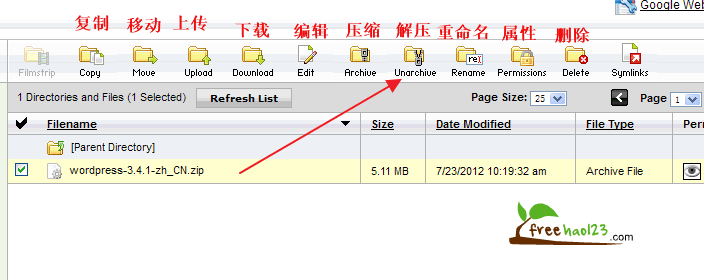 Google Web
复制 移动 上传 下载 编辑 压缩 解压 重命名 属性 删除
Filmstrip Copy Move Upload Download Edit Archive Unarchive Rename Permissions Delete Symlinks
1 Directories and Files (1 Selected) Refresh List Page Size: 25 Page 1
Filename Size Date Modified File Type Per
[Parent Directory]
wordpress-3.4.1-zh_CN.zip 5.11 MB 7/23/2012 10:19:32 am Archive File
freehao123.com